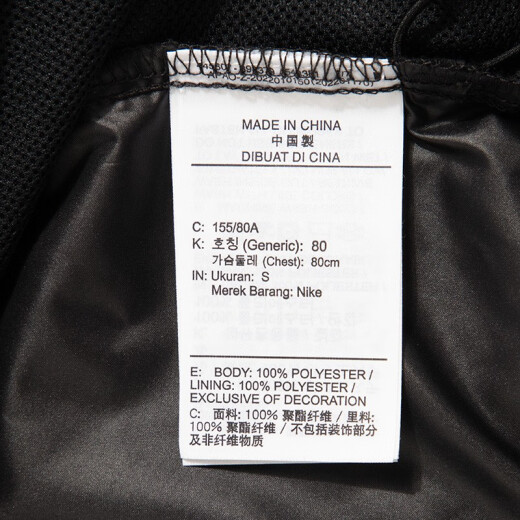 MADE IN CHINA
中国製
DIBUAT DI CINA
C: 155/80A
K: 호칭 (Generic): 80
가슴둘레 (Chest): 80cm
IN: Ukuran: S
Merek Barang: Nike
E: BODY: 100% POLYESTER /
LINING: 100% POLYESTER /
EXCLUSIVE OF DECORATION
C: 面料: 100% 聚酯纤维 / 里料:
100% 聚酯纤维 / 不包括装饰部分
及非纤维物质